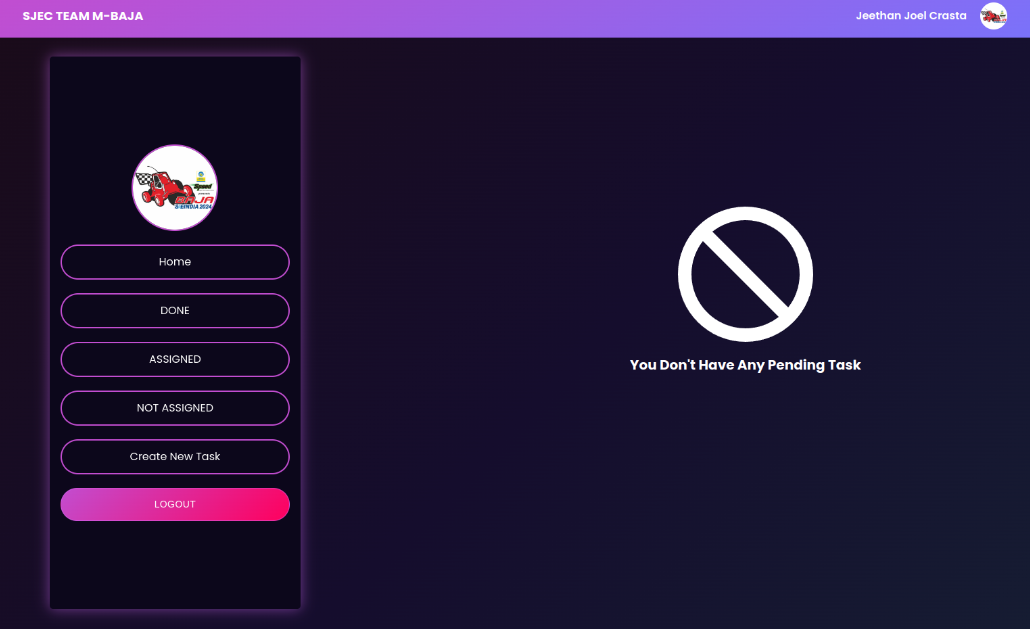 SJEC TEAM M-BAJA
Jeethan Joel Crasta
Speed
BAJA
SAEINDIA 2024
Home
DONE
ASSIGNED
NOT ASSIGNED
Create New Task
LOGOUT
You Don't Have Any Pending Task